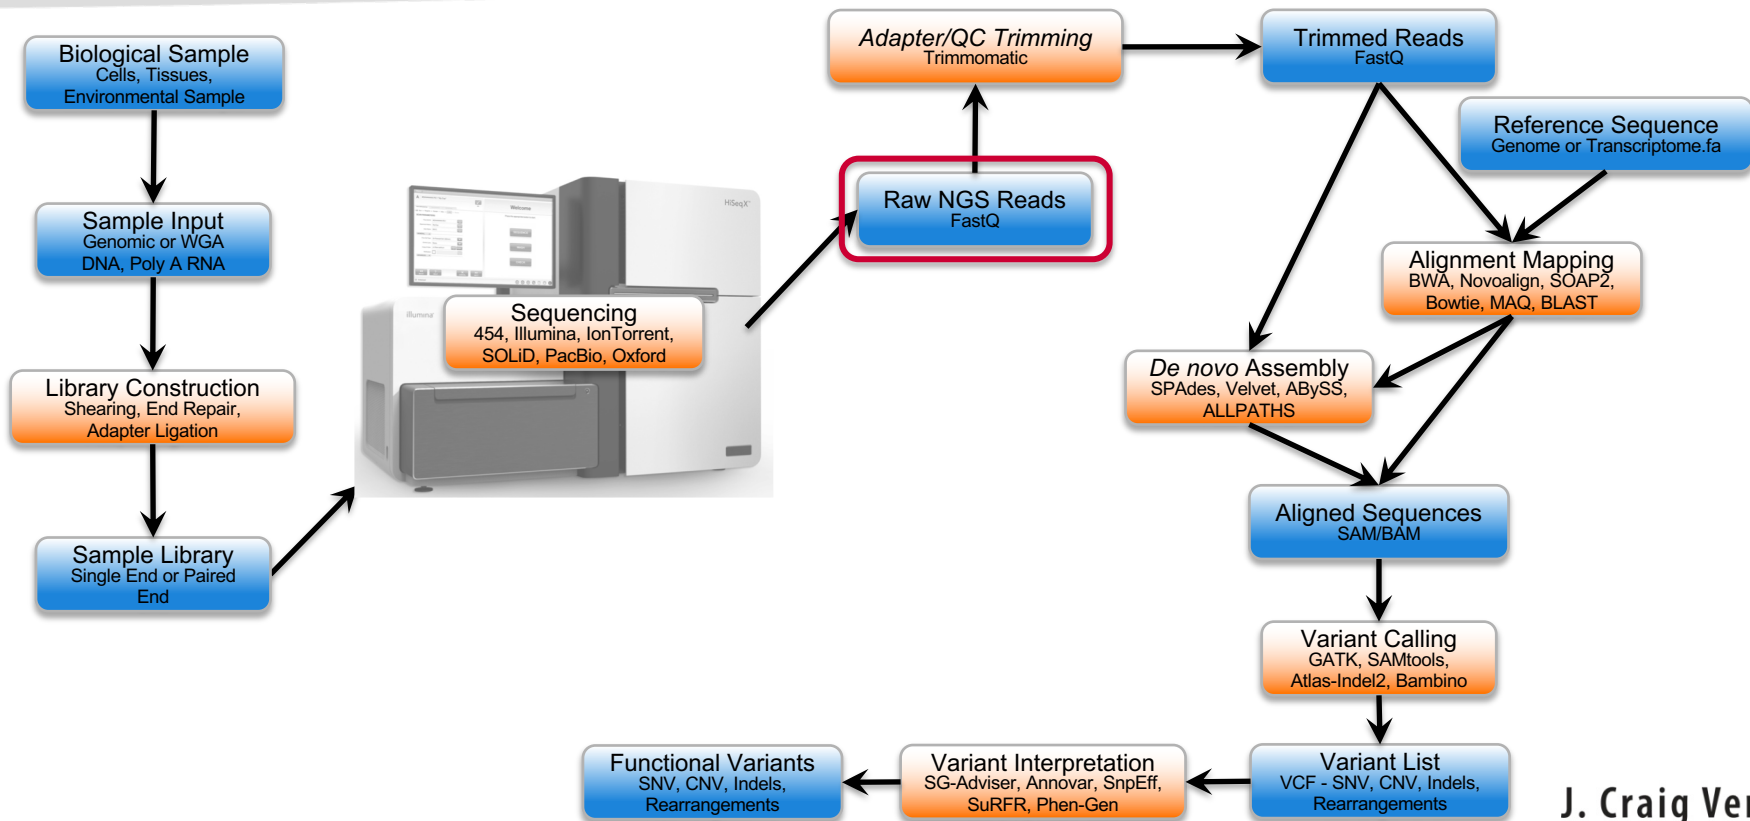 Biological Sample
Cells, Tissues,
Environmental Sample
Sample Input
Genomic or WGA
DNA, Poly A RNA
Library Construction
Shearing, End Repair,
Adapter Ligation
Sample Library
Single End or Paired
End
Welcome
HiSeqX
illumina
Sequencing
454, Illumina, IonTorrent,
SOLiD, PacBio, Oxford
Raw NGS Reads
FastQ
Adapter/QC Trimming
Trimmomatic
Trimmed Reads
FastQ
Reference Sequence
Genome or Transcriptome.fa
Alignment Mapping
BWA, Novoalign, SOAP2,
Bowtie, MAQ, BLAST
De novo Assembly
SPAdes, Velvet, ABySS,
ALLPATHS
Aligned Sequences
SAM/BAM
Variant Calling
GATK, SAMtools,
Atlas-Indel2, Bambino
Variant List
VCF - SNV, CNV, Indels,
Rearrangements
Variant Interpretation
SG-Adviser, Annovar, SnpEff,
SuRFR, Phen-Gen
Functional Variants
SNV, CNV, Indels,
Rearrangements
J. Craig Ver